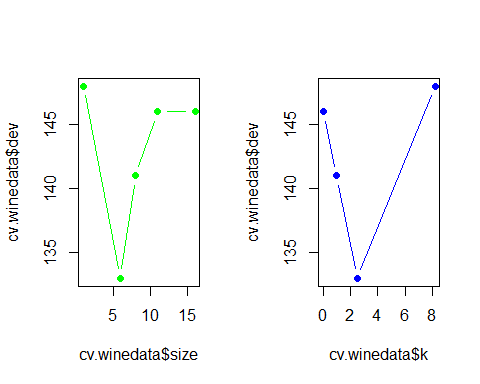 cv.winedata$dev
135 140 145
5 10 15
cv.winedata$size
cv.winedata$dev
135 140 145
0 2 4 6 8
cv.winedata$k